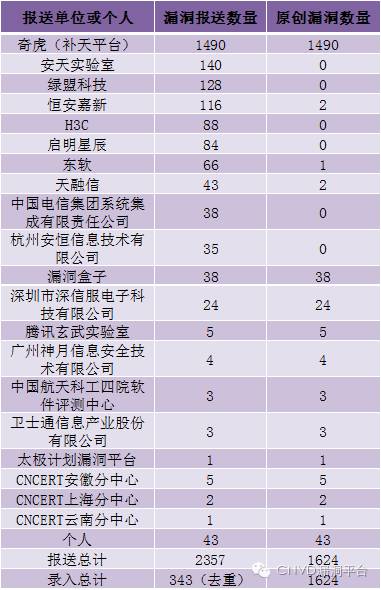 报送单位或个人 漏洞报送数量 原创漏洞数量
奇虎（补天平台） 1490 1490
安天实验室 140 0
绿盟科技 128 0
恒安嘉新 116 2
H3C 88 0
启明星辰 84 0
东软 66 1
天融信 43 2
中国电信集团系统集
成有限责任公司 38 0
杭州安恒信息技术有
限公司 35 0
漏洞盒子 38 38
深圳市深信服电子科
技有限公司 24 24
腾讯玄武实验室 5 5
广州神月信息安全技
术有限公司 4 4
中国航天科工四院软
件评测中心 3 3
卫士通信息产业股份
有限公司 3 3
太极计划漏洞平台 1 1
CNCERT安徽分中心 5 5
CNCERT上海分中心 2 2
CNCERT云南分中心 1 1
个人 43 43
报送总计 2357 1624
录入总计 343（去重） 1624
CNVD漏洞平台